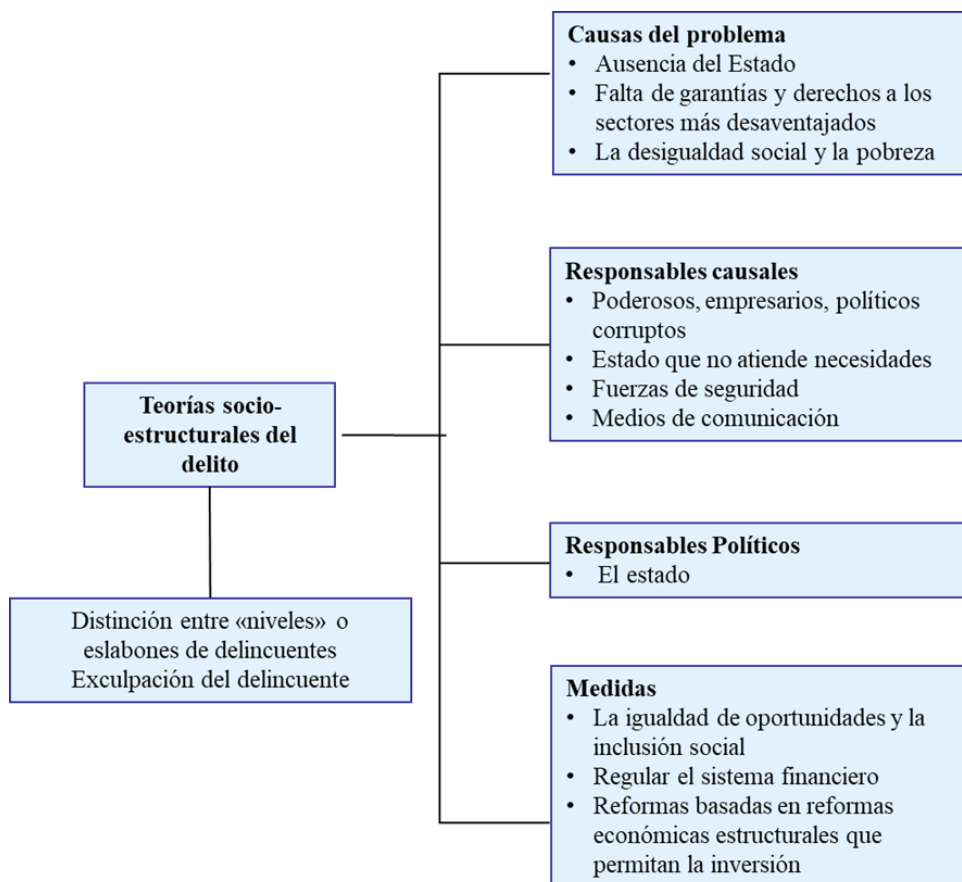 Causas del problema
• Ausencia del Estado
• Falta de garantías y derechos a los
sectores más desaventajados
• La desigualdad social y la pobreza
Responsables causales
• Poderosos, empresarios, políticos
corruptos
• Estado que no atiende necesidades
• Fuerzas de seguridad
• Medios de comunicación
Teorías socio-
estructurales del
delito
Responsables Políticos
• El estado
Distinción entre «niveles» o
eslabones de delincuentes
Exculpación del delincuente
Medidas
• La igualdad de oportunidades y la
inclusión social
• Regular el sistema financiero
• Reformas basadas en reformas
económicas estructurales que
permitan la inversión